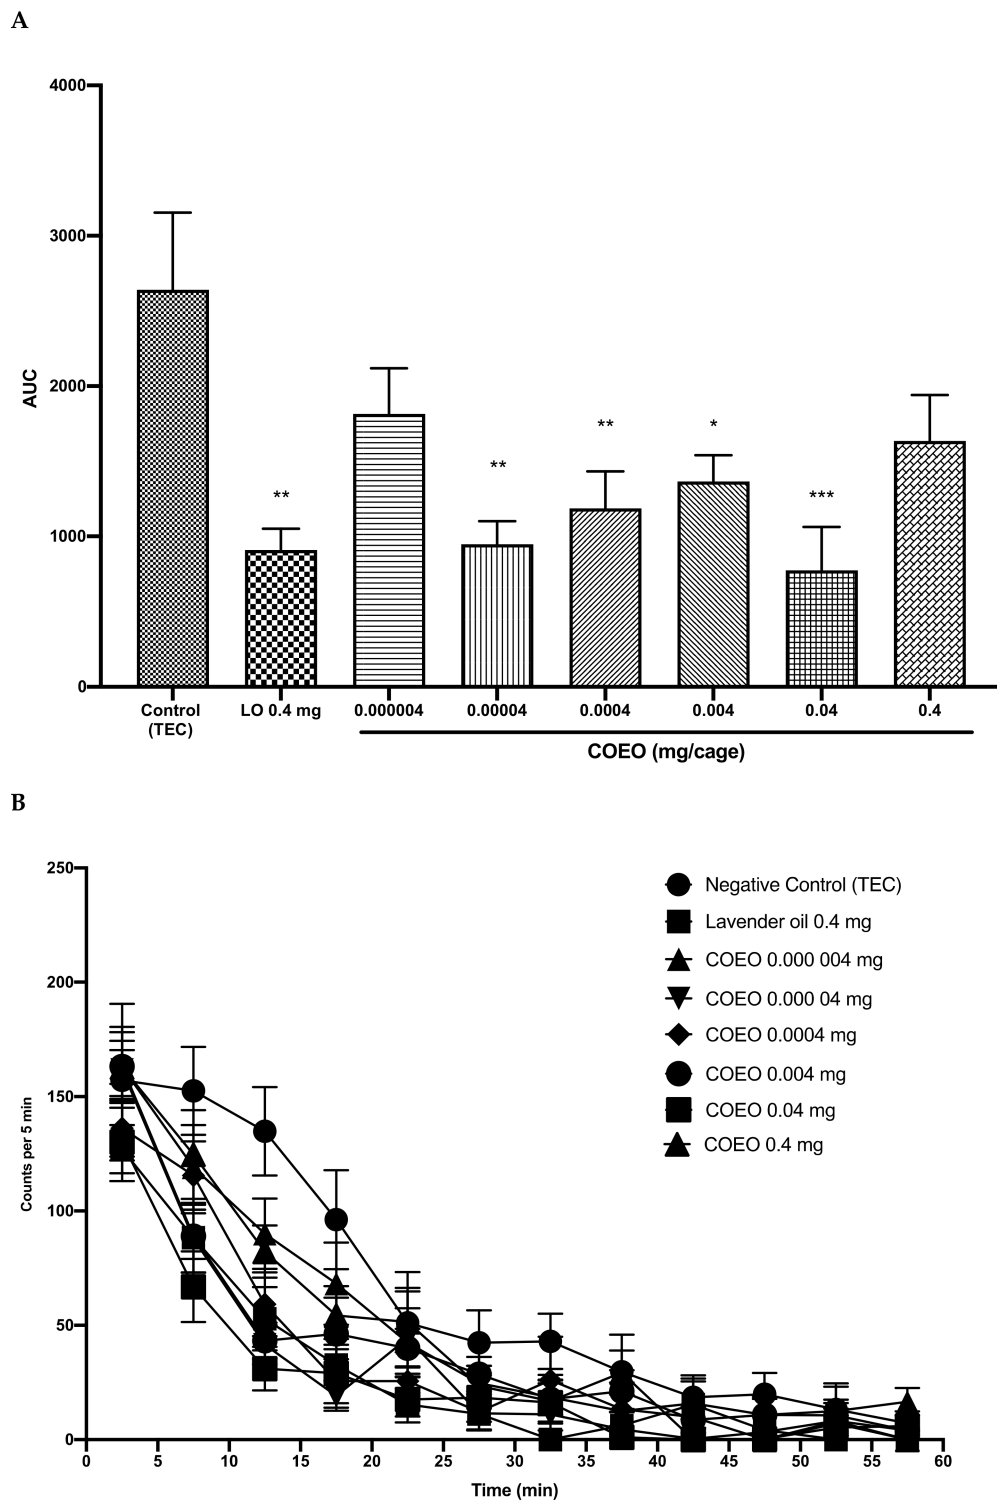 A
4000
3000
2000
1000
0
AUC
**
**
**
*
***
Control
(TEC)
LO 0.4 mg
0.000004
0.00004
0.0004
0.004
0.04
0.4
COEO (mg/cage)
B
250
200
150
100
50
0
Counts per 5 min
Negative Control (TEC)
Lavender oil 0.4 mg
COEO 0.000 004 mg
COEO 0.000 04 mg
COEO 0.0004 mg
COEO 0.004 mg
COEO 0.04 mg
COEO 0.4 mg
0 5 10 15 20 25 30 35 40 45 50 55 60
Time (min)